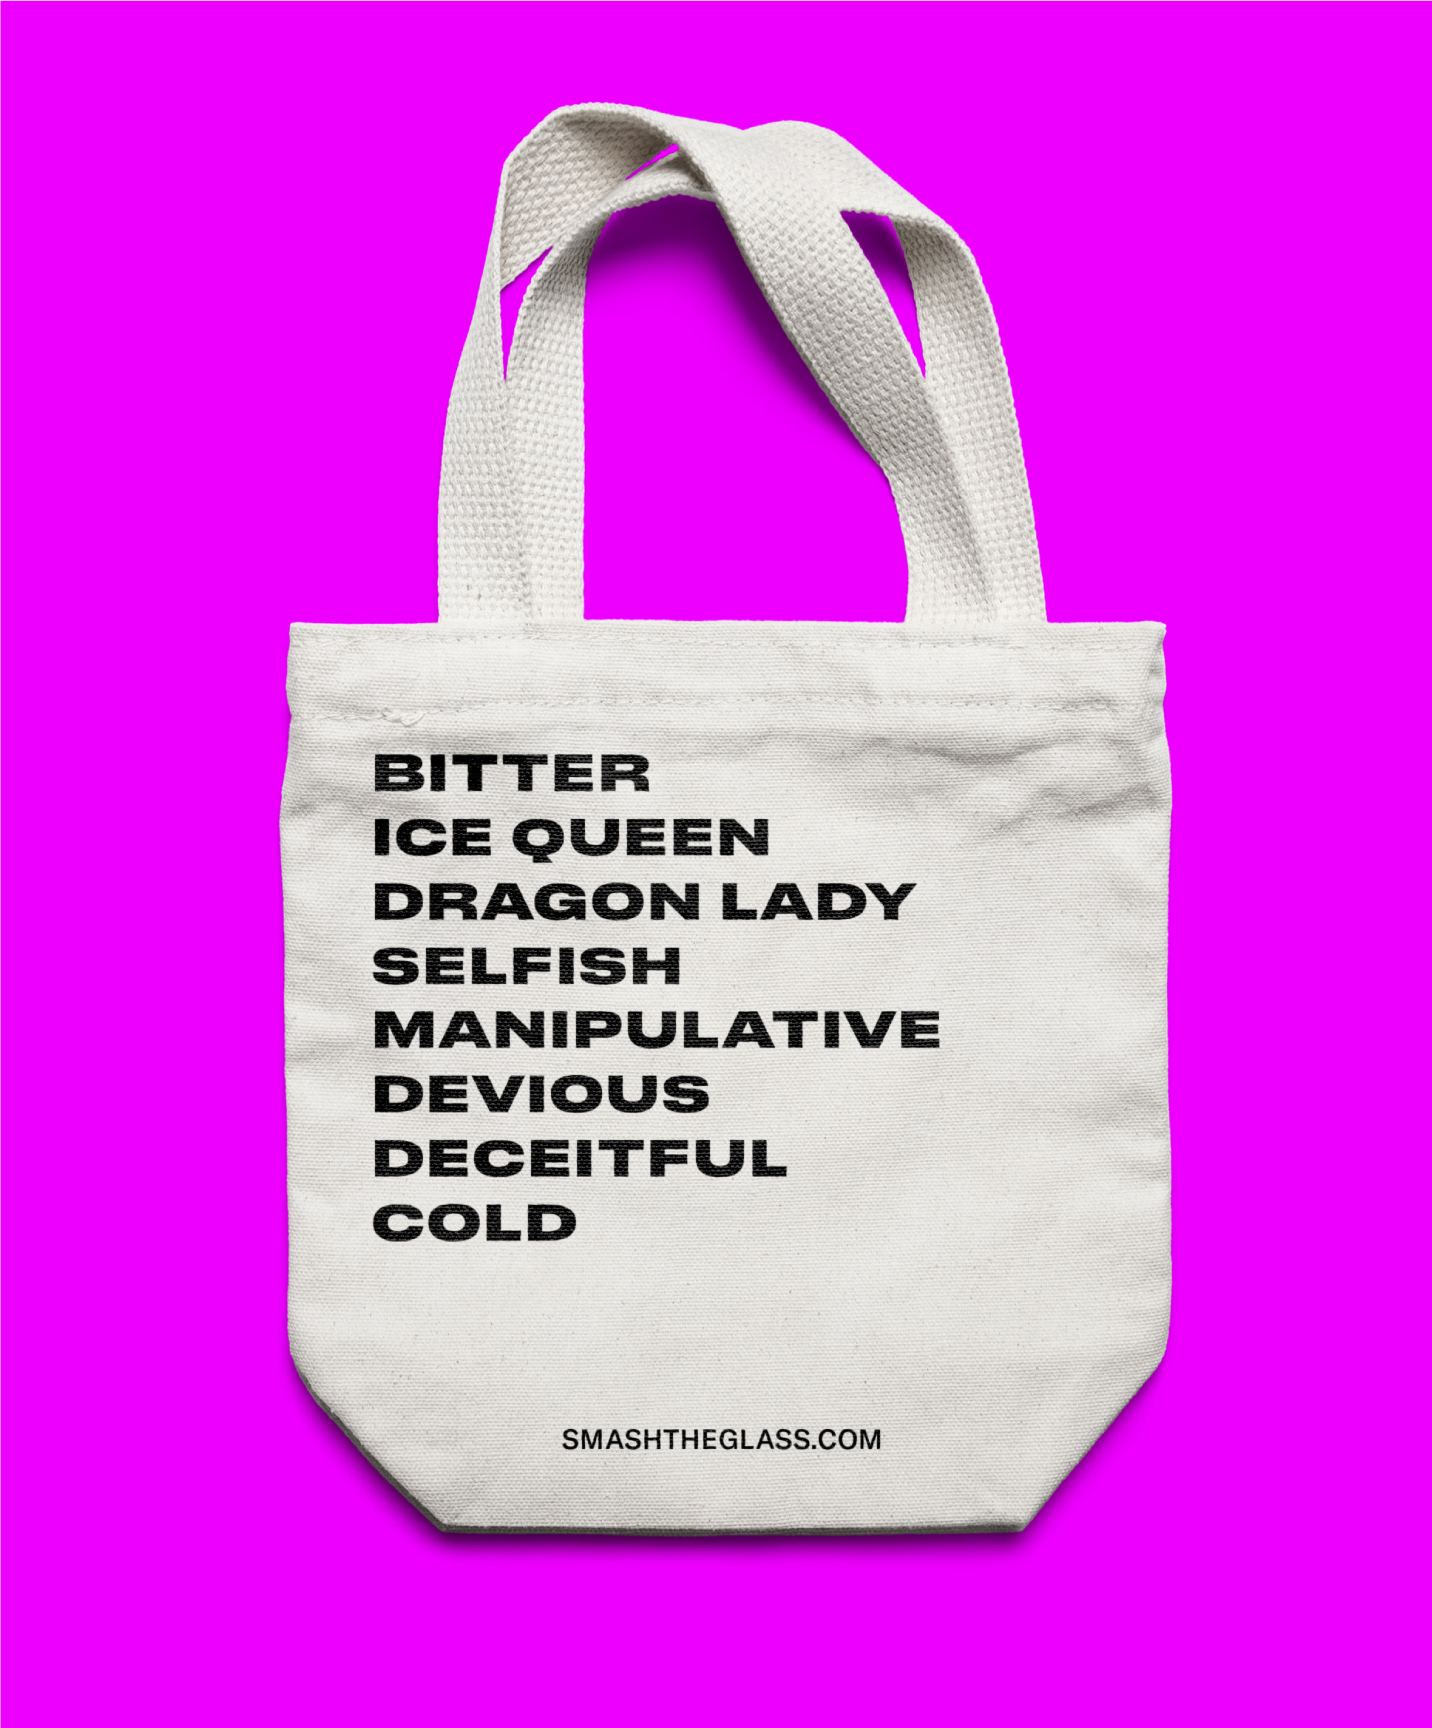 BITTER
ICE QUEEN
DRAGON LADY
SELFISH
MANIPULATIVE
DEVIOUS
DECEITFUL
COLD
SMASHTHEGLASS.COM